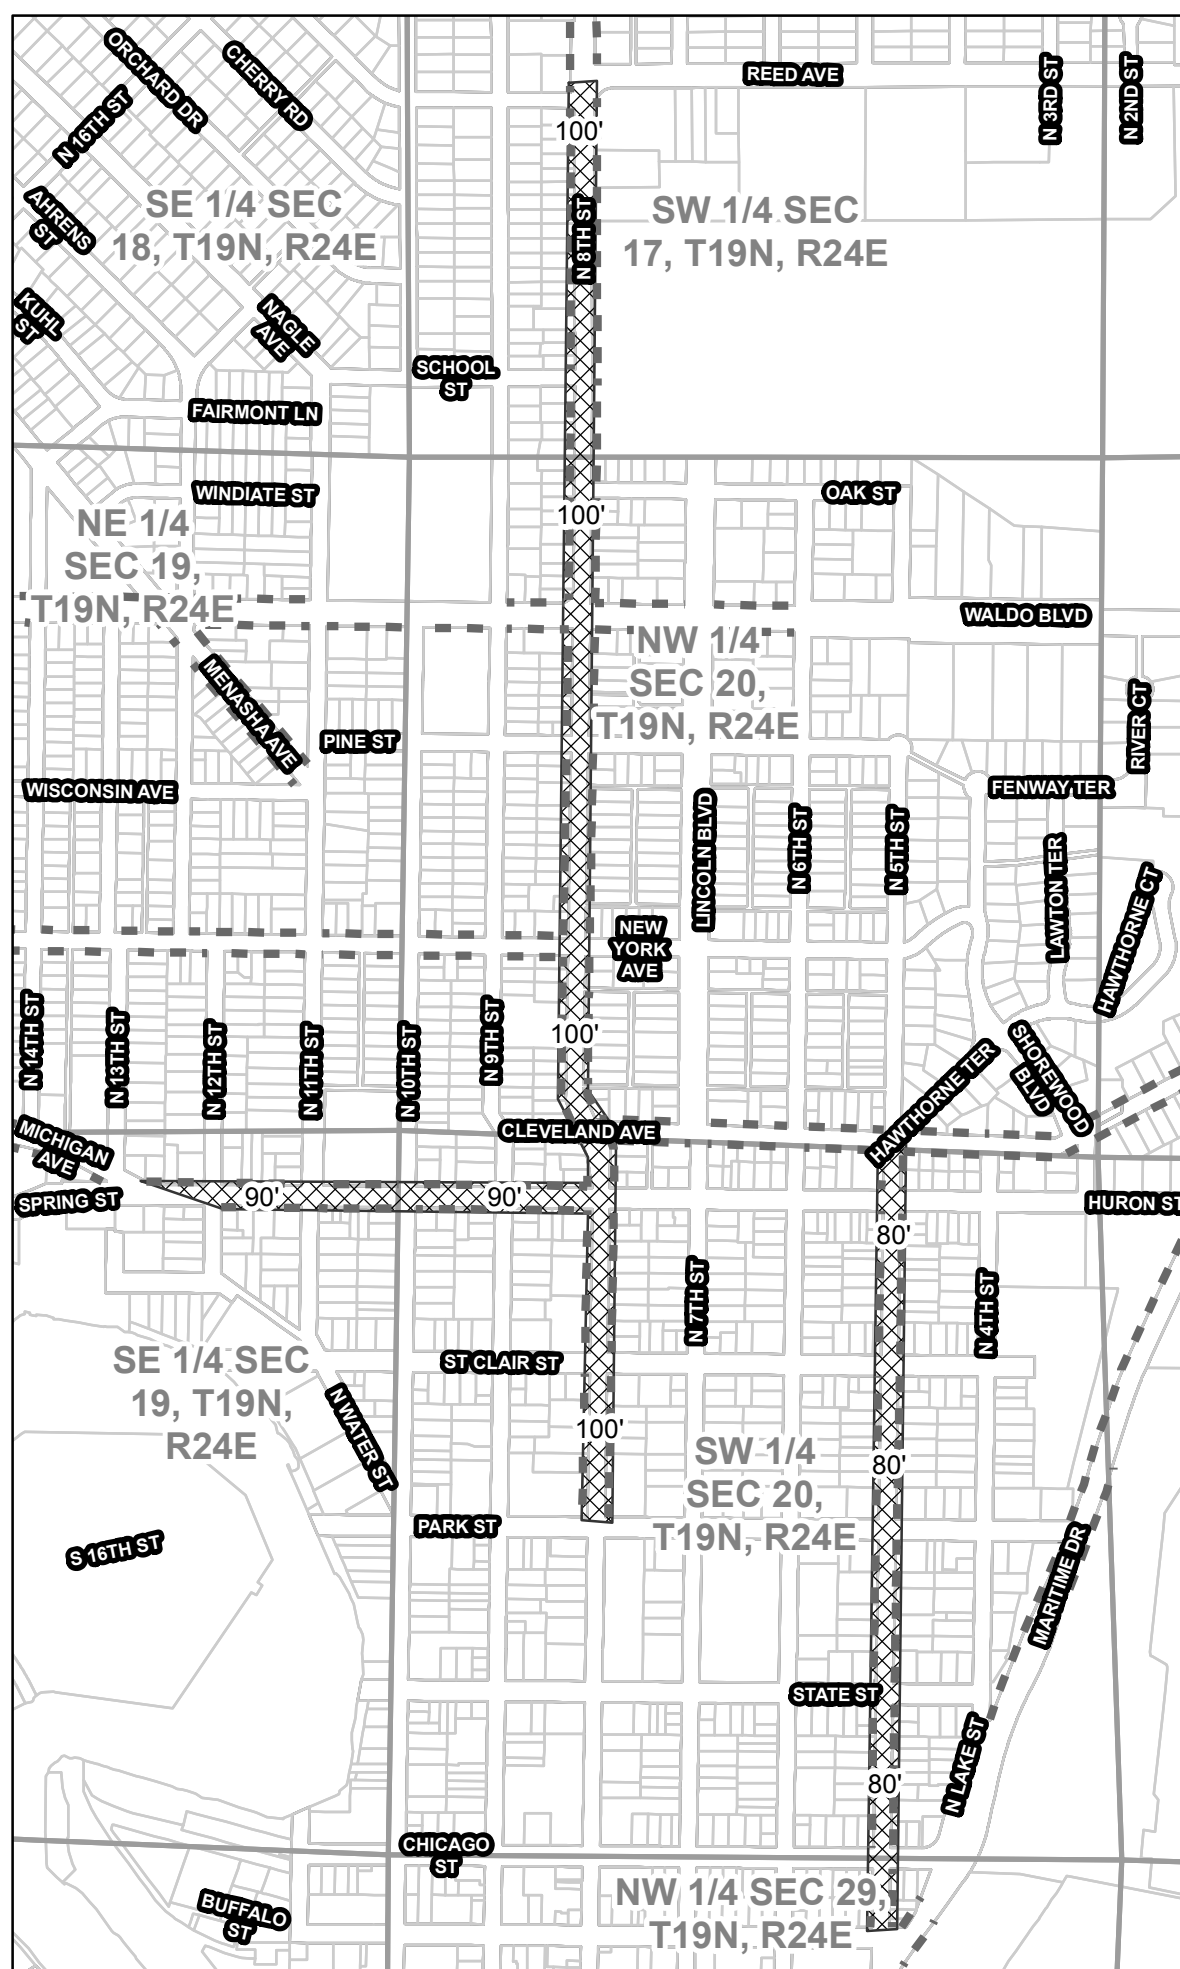 ORCHARD DR
CHERRY RD
REED AVE
N 3RD ST
N 2ND ST
N 16TH ST
100'
AHRENS
ST
SE 1/4 SEC
18, T19N, R24E
N 8TH ST
SW 1/4 SEC
17, T19N, R24E
KUHL
ST
NAGLE
AVE
SCHOOL
ST
FAIRMONT LN
WINDIATE ST
OAK ST
100'
NE 1/4
SEC 19,
T19N, R24E
WALDO BLVD
NW 1/4
SEC 20,
T19N, R24E
MENASHA AVE
RIVER CT
PINE ST
WISCONSIN AVE
FENWAY TER
LINCOLN BLVD
N 6TH ST
N 5TH ST
LAWTON TER
HAWTHORNE CT
NEW
YORK
AVE
N 14TH ST
N 13TH ST
N 12TH ST
N 11TH ST
N 10TH ST
N 9TH ST
100'
HAWTHORNE TER
SHOREWOOD
BLVD
CLEVELAND AVE
MICHIGAN
AVE
SPRING ST
90'
90'
HURON ST
80'
N 7TH ST
N 4TH ST
SE 1/4 SEC
19, T19N,
R24E
ST CLAIR ST
N WATER ST
100'
SW 1/4
SEC 20,
T19N, R24E
80'
PARK ST
S 16TH ST
MARITIME DR
STATE ST
N LAKE ST
80'
CHICAGO
ST
BUFFALO
ST
NW 1/4 SEC 29,
T19N, R24E